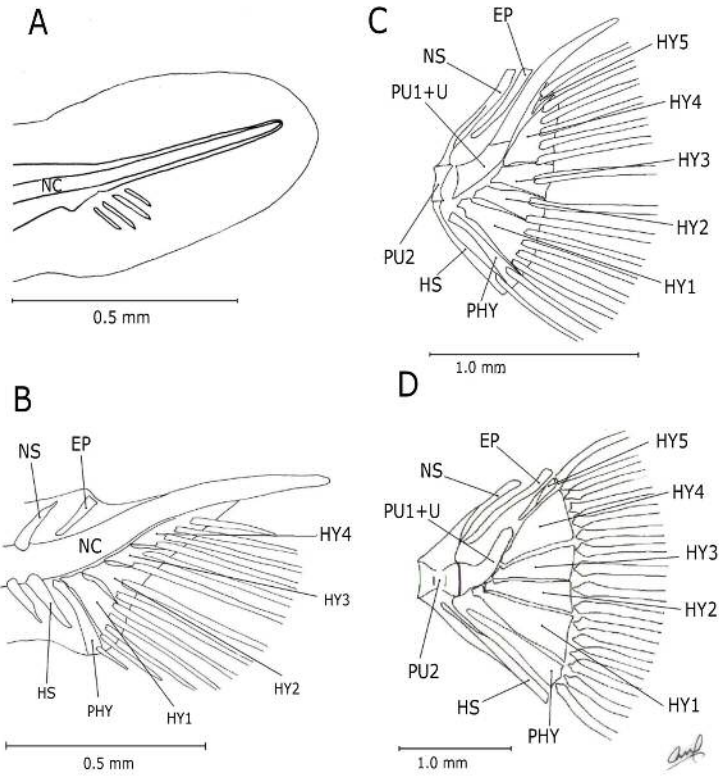 A
NC
0.5 mm
B
NS
EP
NC
HY4
HY3
HY2
HY1
PHY
HS
0.5 mm
C
EP
NS
PU1+U
HY5
HY4
HY3
HY2
HY1
PU2
HS
PHY
1.0 mm
D
EP
NS
PU1+U
HY5
HY4
HY3
HY2
HY1
PU2
HS
PHY
1.0 mm